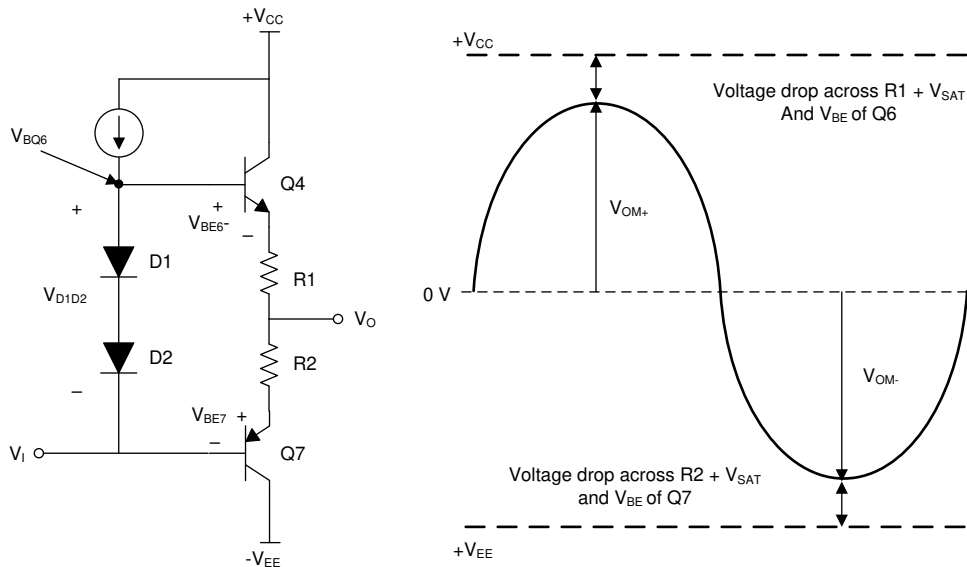 +VCC
VBQ6
Q4
+
+
VBE6-
–
D1
R1
VD1D2
VO
D2
R2
–
VBE7
+
–
VI
Q7
-VEE
+VCC
Voltage drop across R1 + VSAT
And VBE of Q6
VOM+
0 V
VOM-
Voltage drop across R2 + VSAT
and VBE of Q7
+VEE